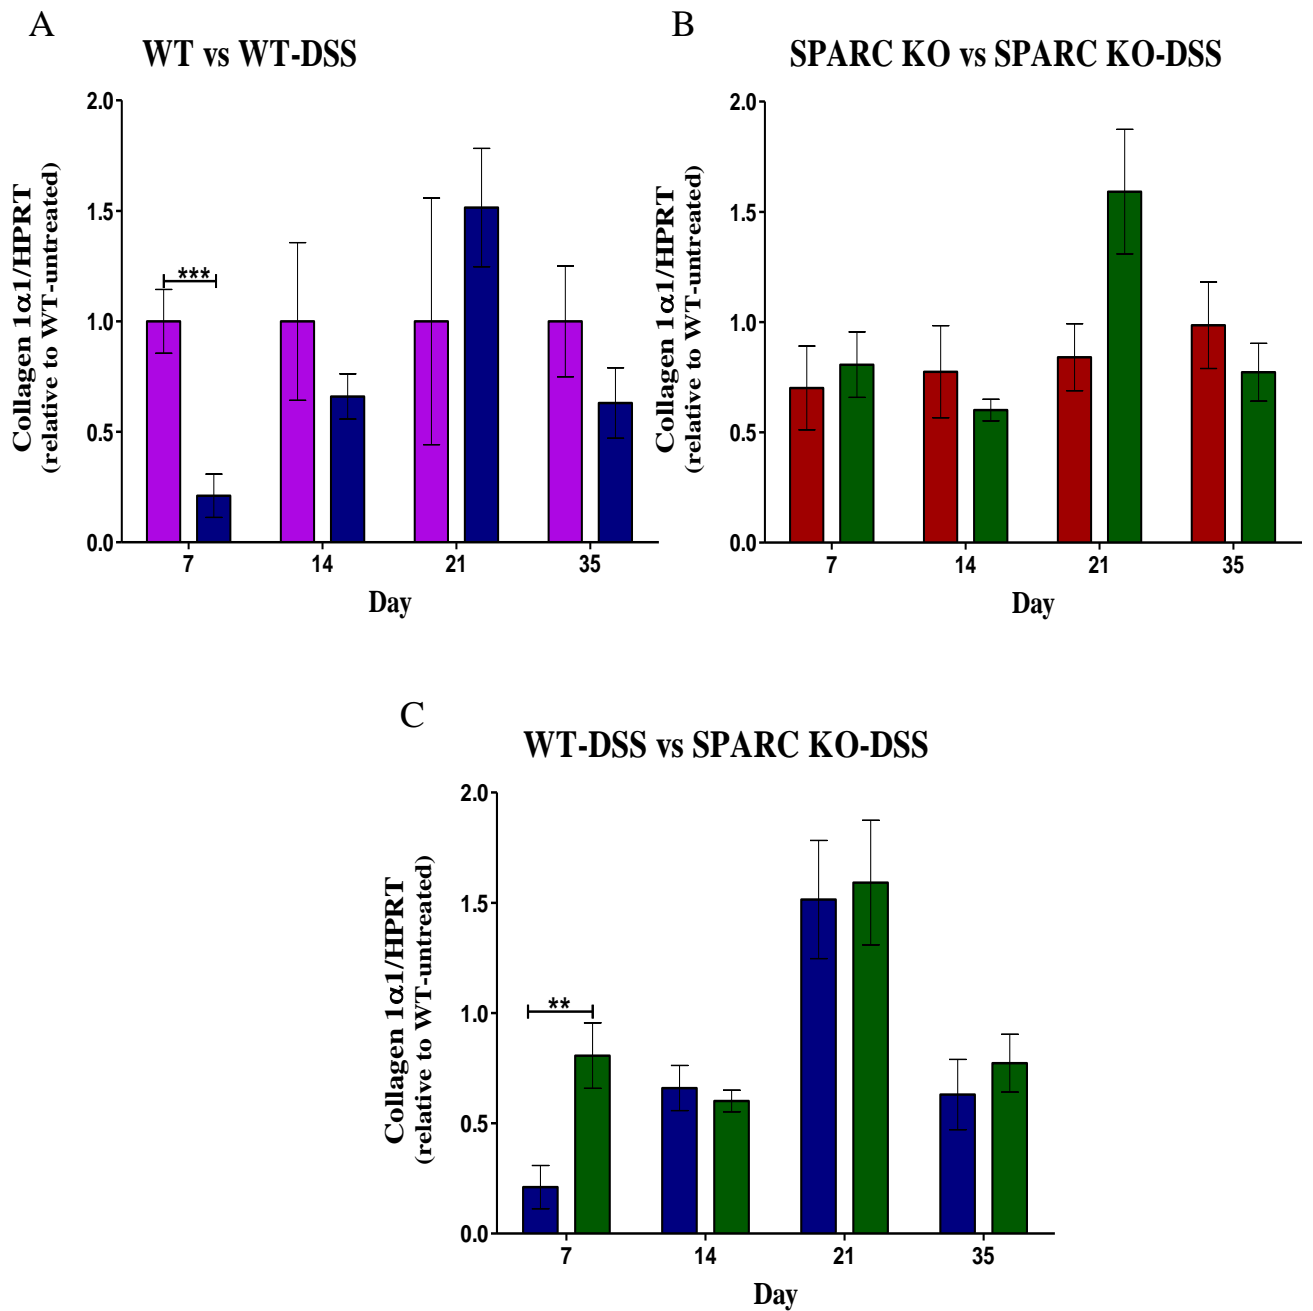 A
WT vs WT-DSS
Collagen 1α1/HPRT
(relative to WT-untreated)
2.0
1.5
1.0
0.5
0.0
***
7 14 21 35
Day
B
SPARC KO vs SPARC KO-DSS
Collagen 1α1/HPRT
(relative to WT-untreated)
2.0
1.5
1.0
0.5
0.0
7 14 21 35
Day
C
WT-DSS vs SPARC KO-DSS
Collagen 1α1/HPRT
(relative to WT-untreated)
2.0
1.5
1.0
0.5
0.0
**
7 14 21 35
Day